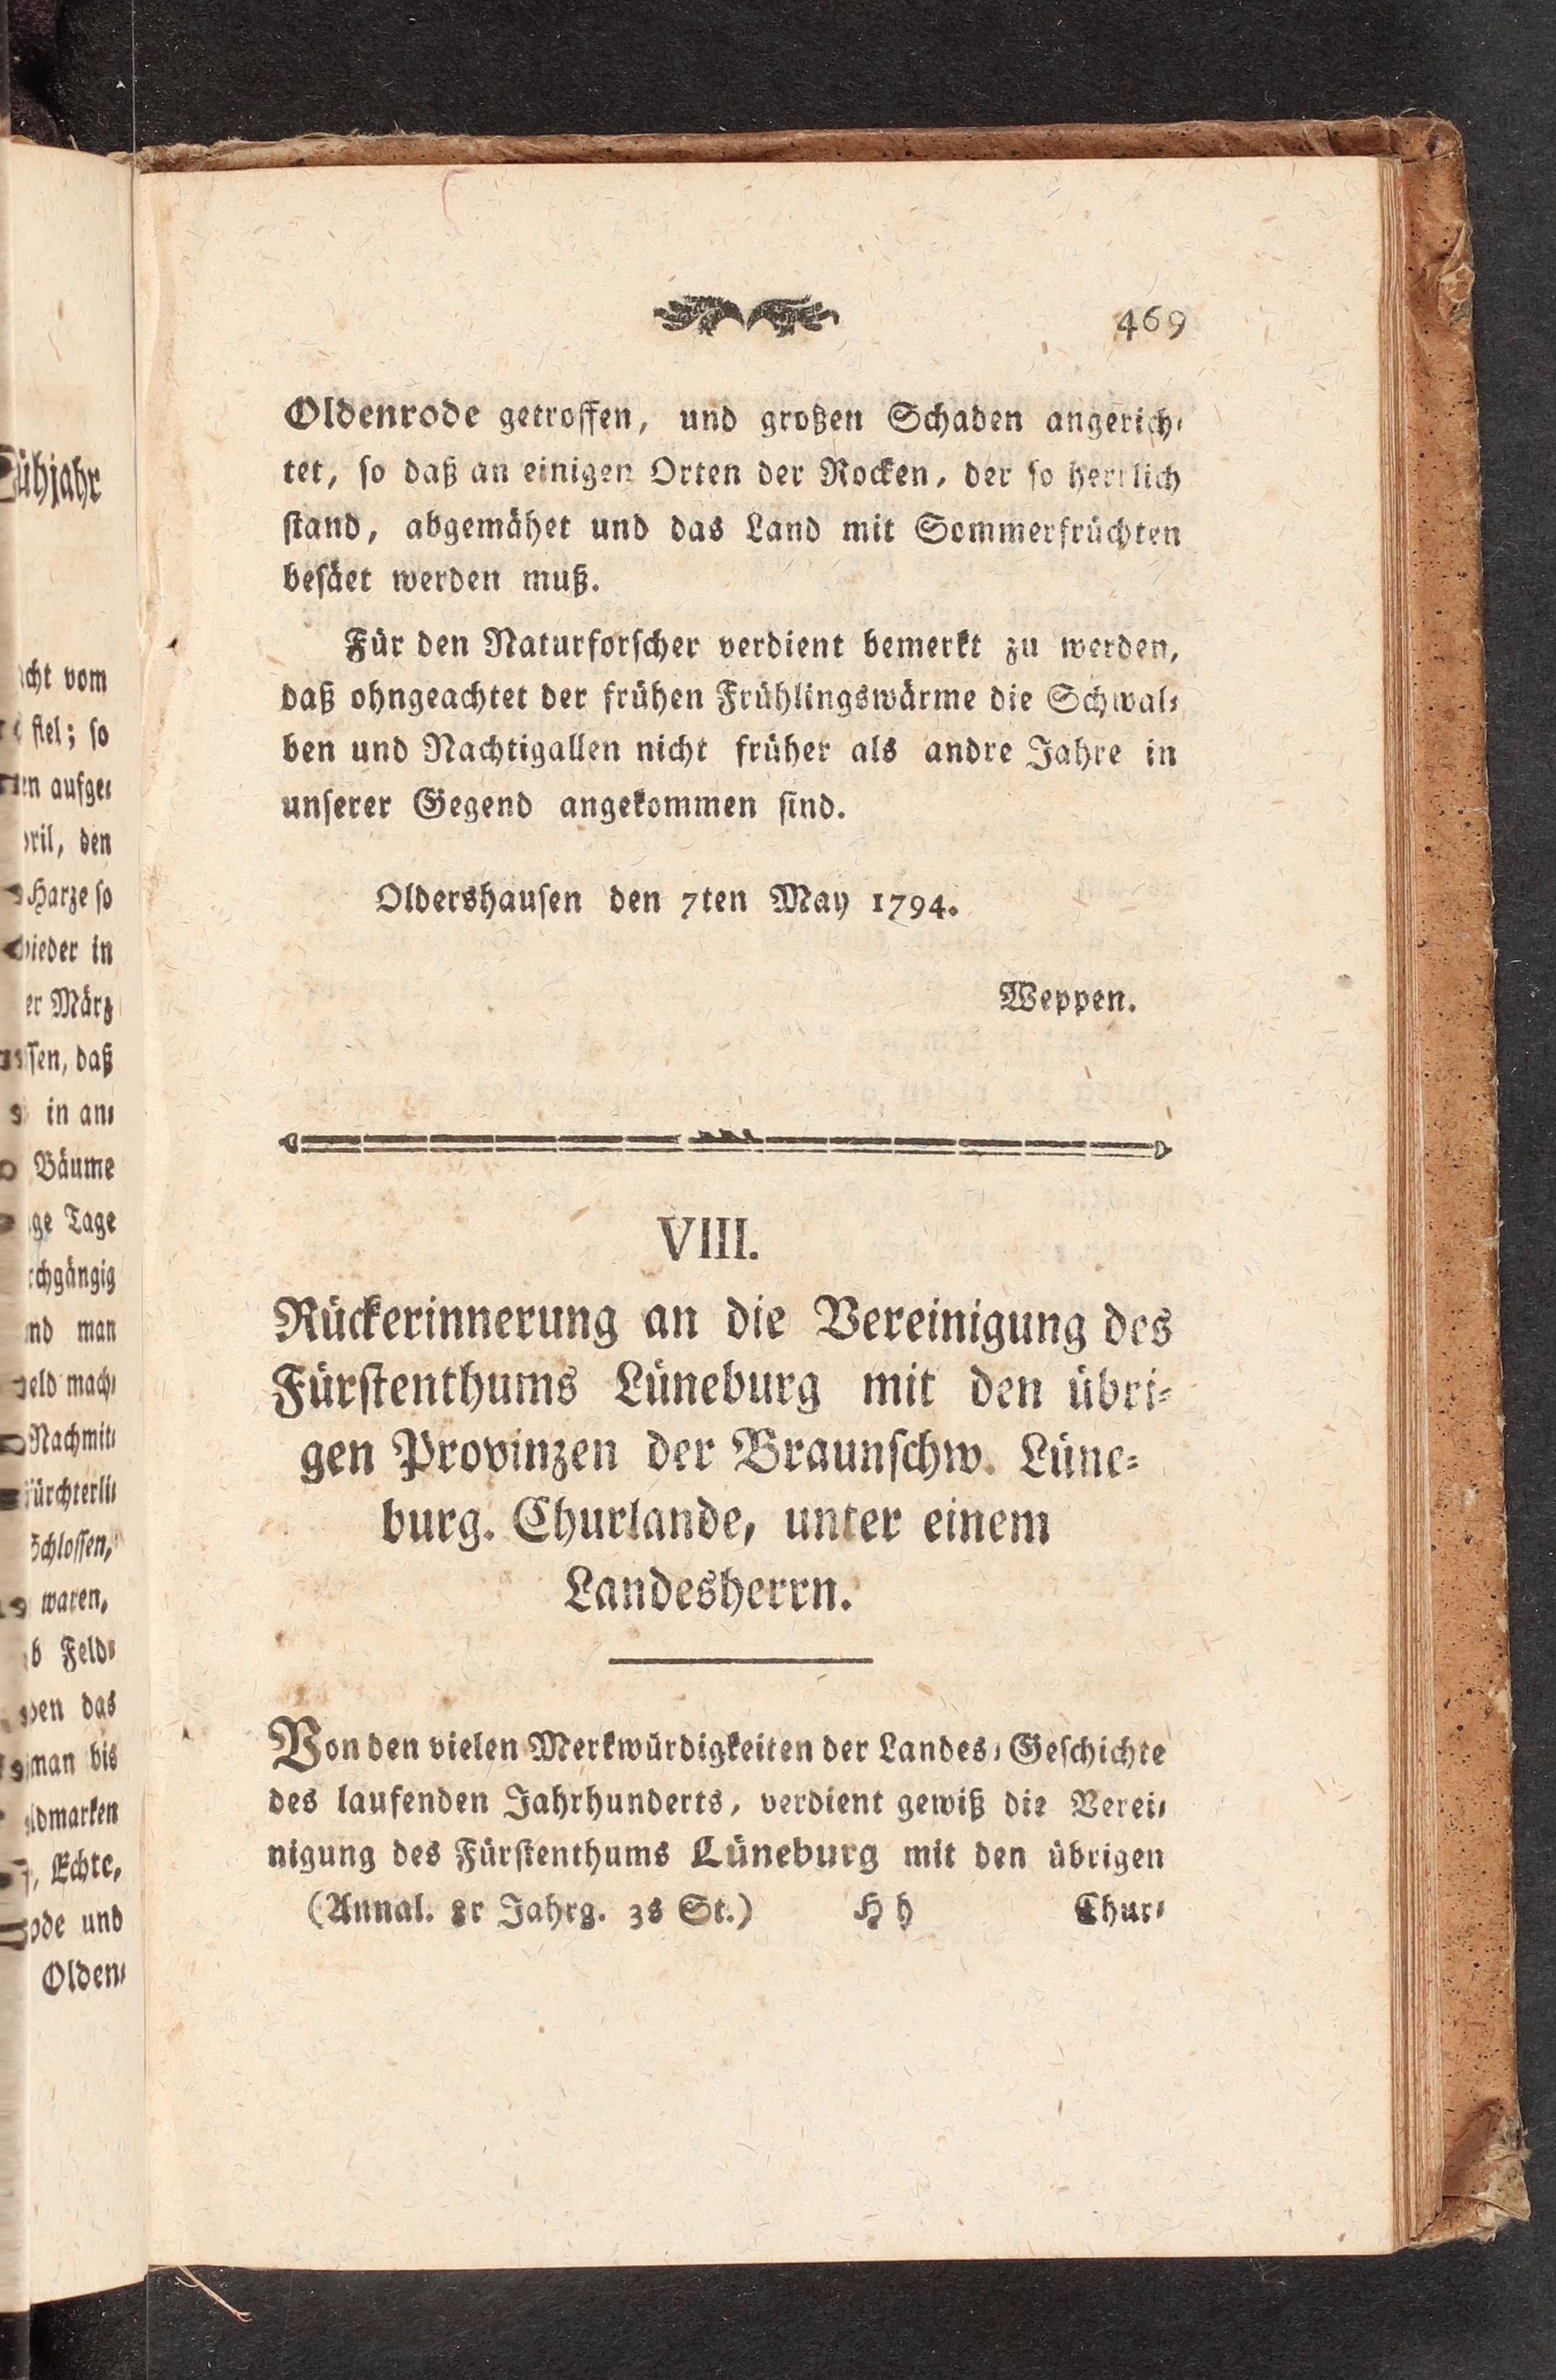 469
Oldenrode getroffen, und großen Schaden angerich-
tet, so daß an einigen Orten der Rocken, der so herrlich
stand, abgemähet und das Land mit Sommerfrüchten
besäet werden muß.
Für den Naturforscher verdient bemerkt zu werden,
daß ohngeachtet der frühen Frühlingswärme die Schwal-
ben und Nachtigallen nicht früher als andre Jahre in
unserer Gegend angekommen sind.
Oldershausen den 7ten May 1794.
Weppen.
VIII.
Rückerinnerung an die Vereinigung des
Fürstenthums Lüneburg mit den übri-
gen Provinzen der Braunschw. Lüne-
burg. Churlande, unter einem
Landesherrn.
Von den vielen Merkwürdigkeiten der Landes-Geschichte
des laufenden Jahrhunderts, verdient gewiß die Verei-
nigung des Fürstenthums Lüneburg mit den übrigen
(Annal. 8r Jahrg. 3s St.) H h Chur-